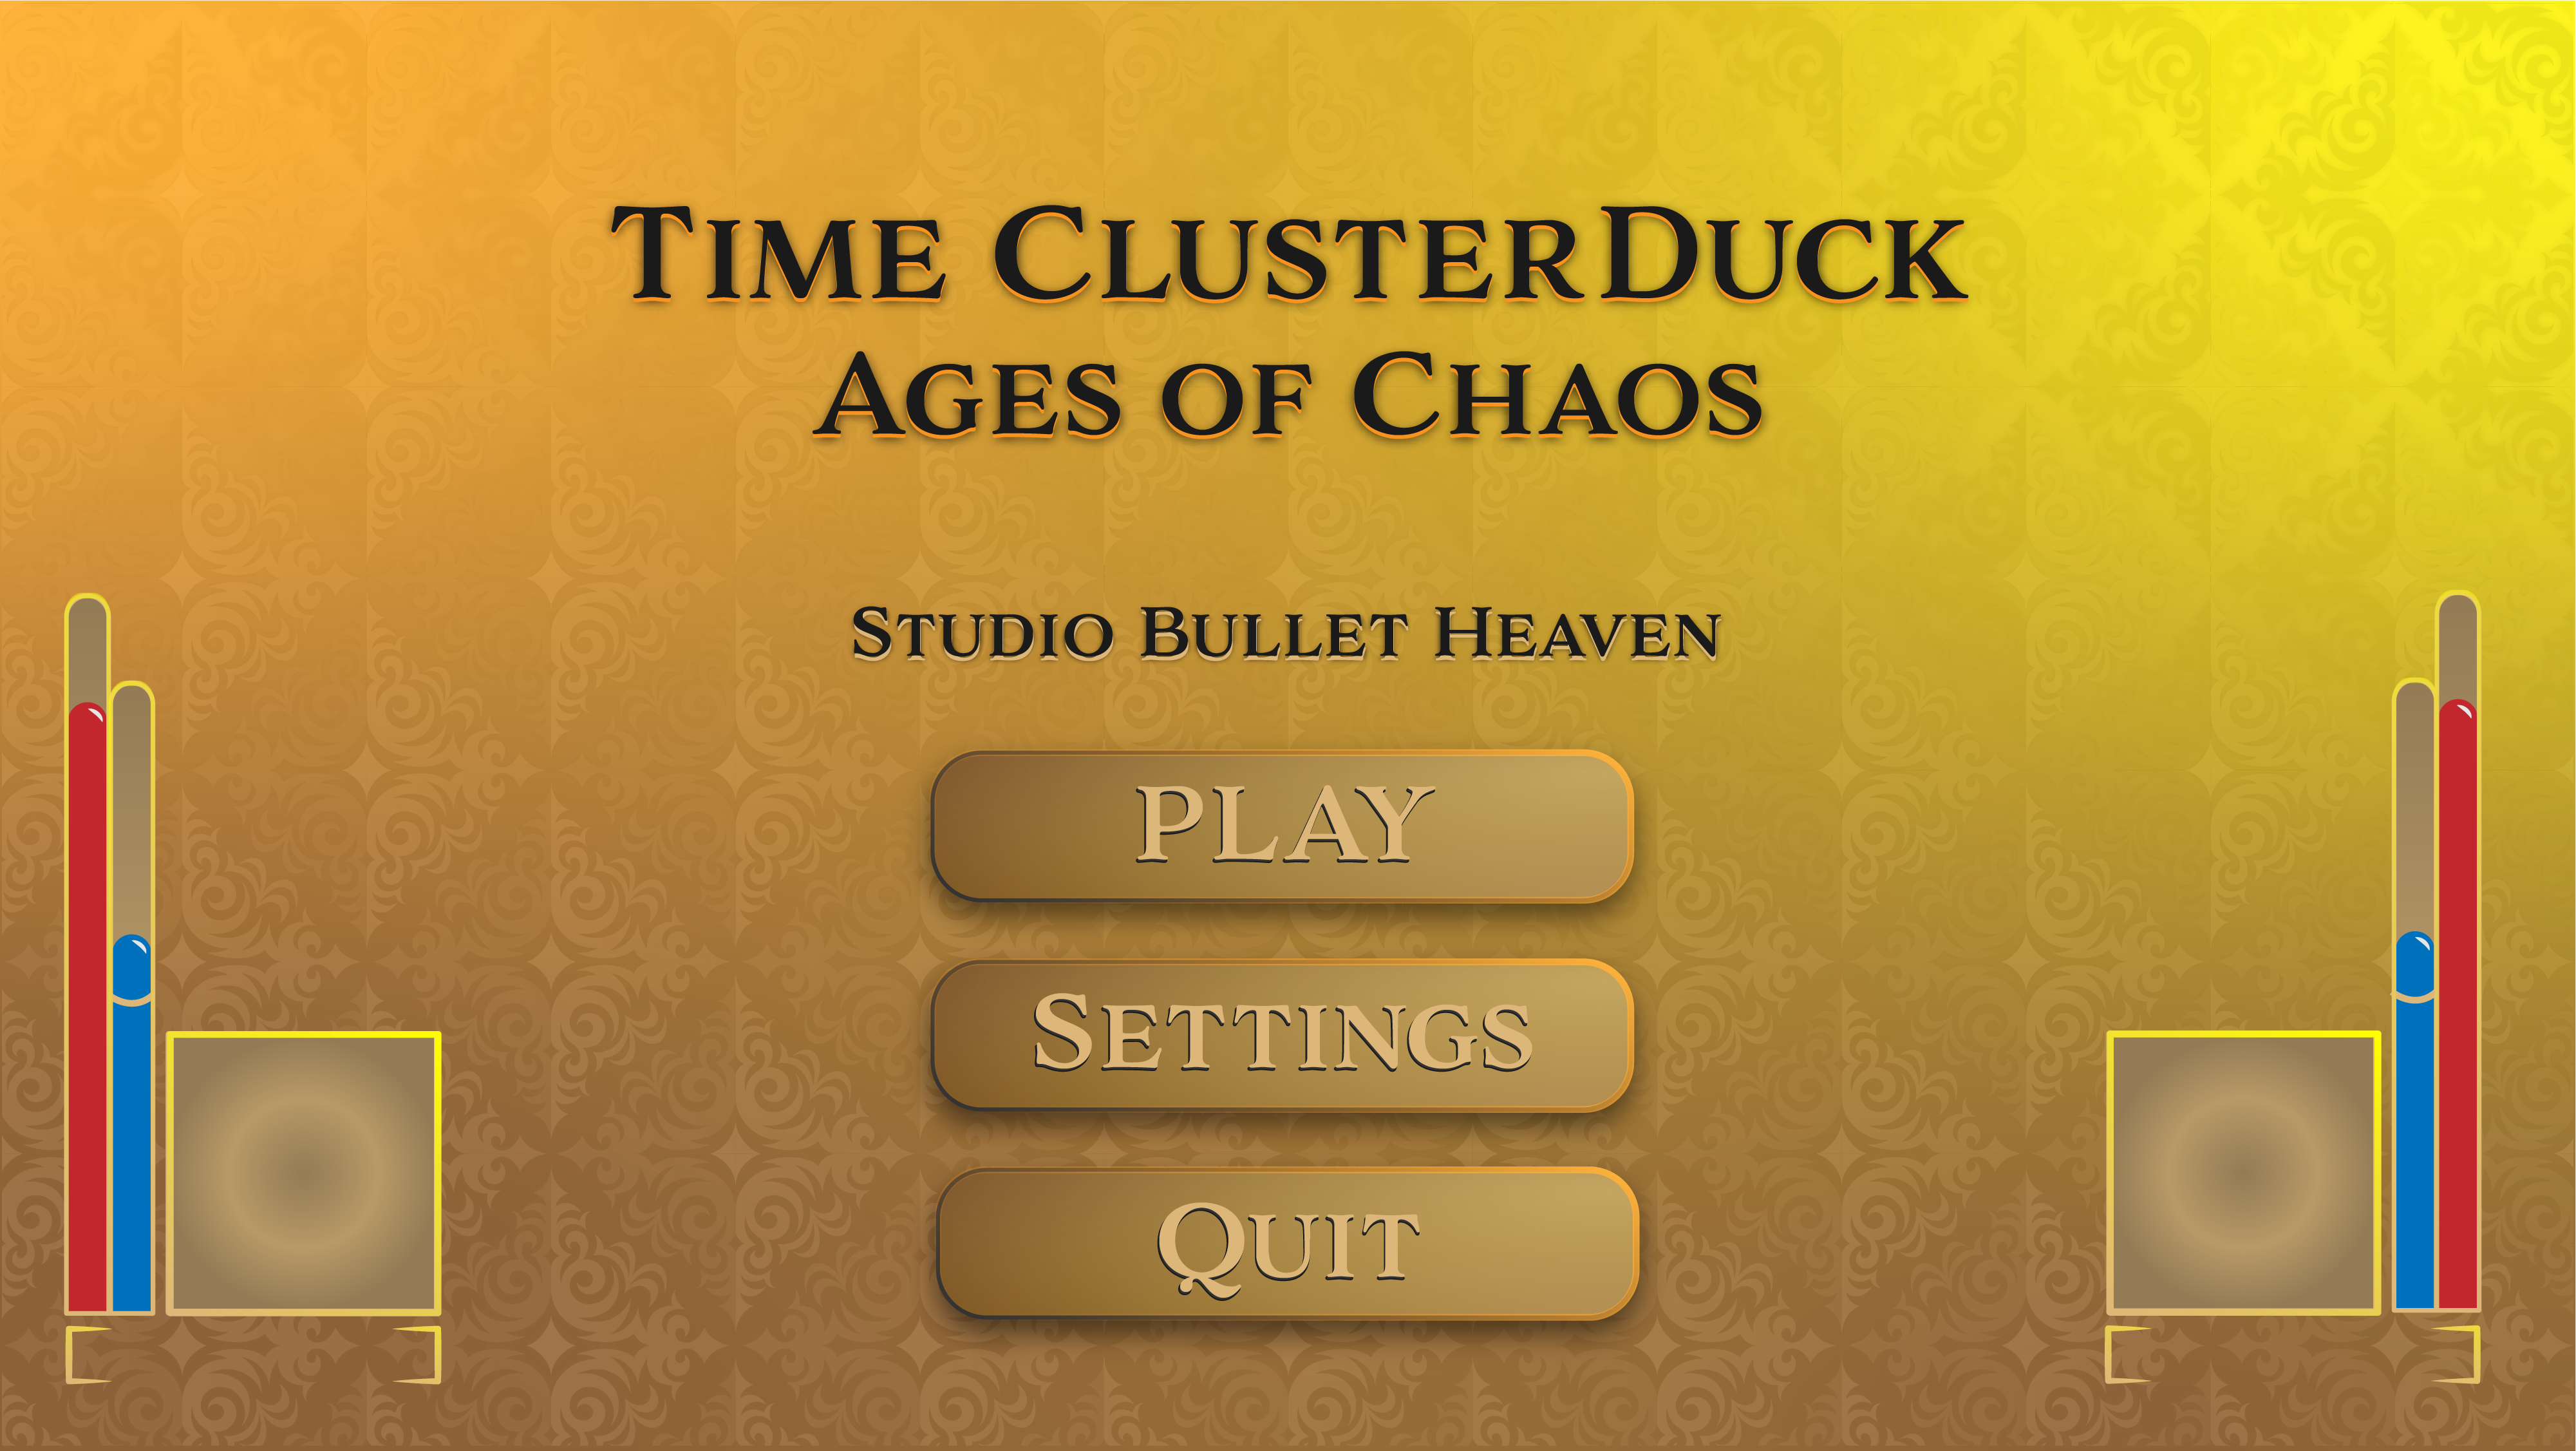 Time ClusterDuck
Ages of Chaos
Studio Bullet Heaven
PLAY
Settings
Quit